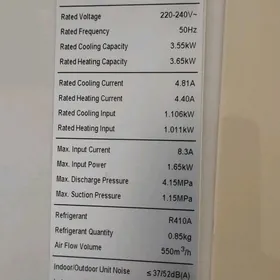 Rated Voltage 220-240V~
Rated Frequency 50Hz
Rated Cooling Capacity 3.55kW
Rated Heating Capacity 3.65kW
Rated Cooling Current 4.81A
Rated Heating Current 4.40A
Rated Cooling Input 1.106kW
Rated Heating Input 1.011kW
Max. Input Current 8.3A
Max. Input Power 1.65kW
Max. Discharge Pressure 4.15MPa
Max. Suction Pressure 1.15MPa
Refrigerant R410A
Refrigerant Quantity 0.85kg
Air Flow Volume 550m³/h
Indoor/Outdoor Unit Noise ≤37/52dB(A)